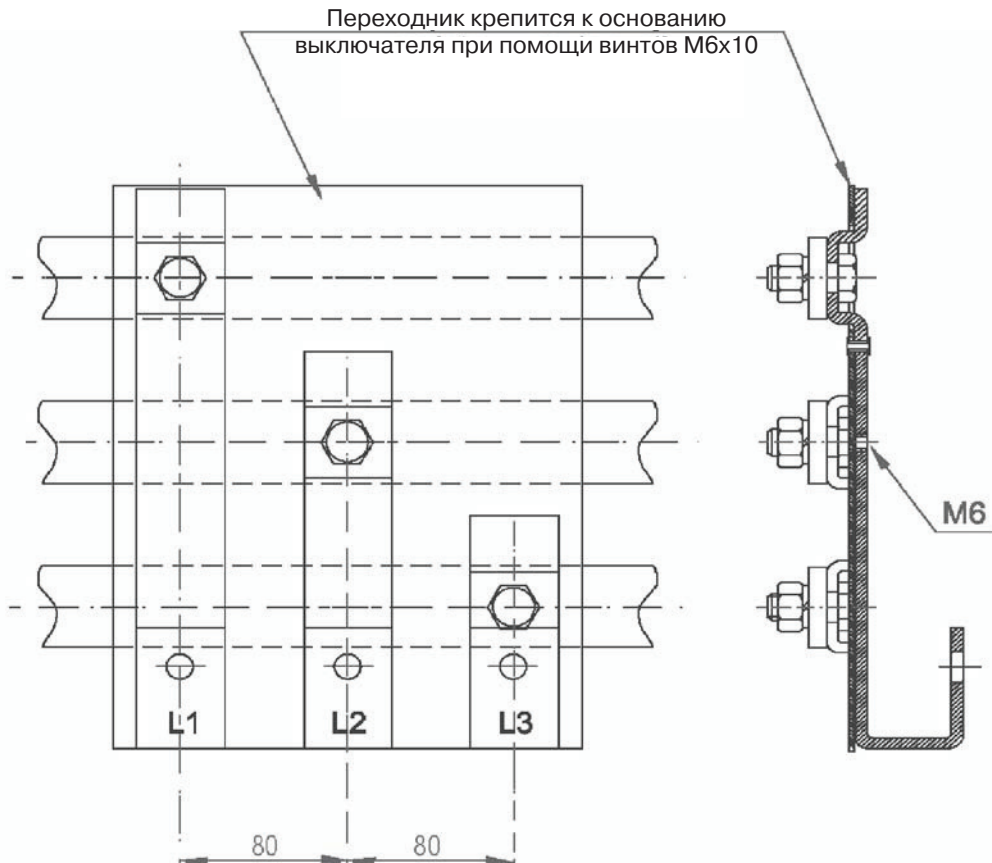 Переходник крепится к основанию
выключателя при помощи винтов М6х10
M6
L1 L2 L3
80 80